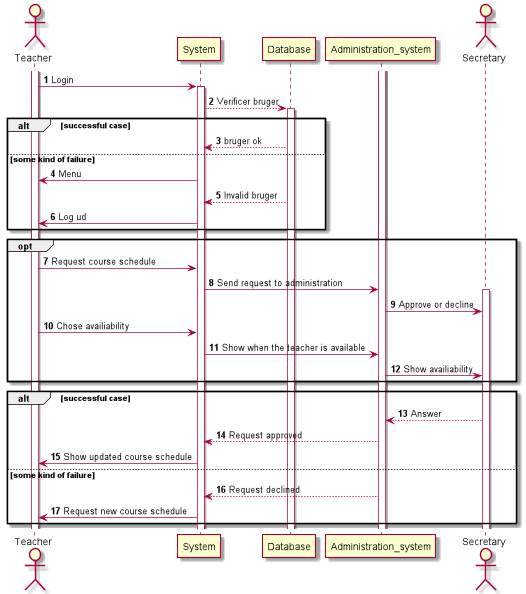 Teacher
System
Database
Administration_system
Secretary
1 Login
2 Verificer bruger
alt [successful case]
3 bruger ok
[some kind of failure]
4 Menu
5 Invalid bruger
6 Log ud
opt
7 Request course schedule
8 Send request to administration
9 Approve or decline
10 Chose availiability
11 Show when the teacher is available
12 Show availiability
alt [successful case]
13 Answer
14 Request approved
15 Show updated course schedule
[some kind of failure]
16 Request declined
17 Request new course schedule
Teacher
System
Database
Administration_system
Secretary